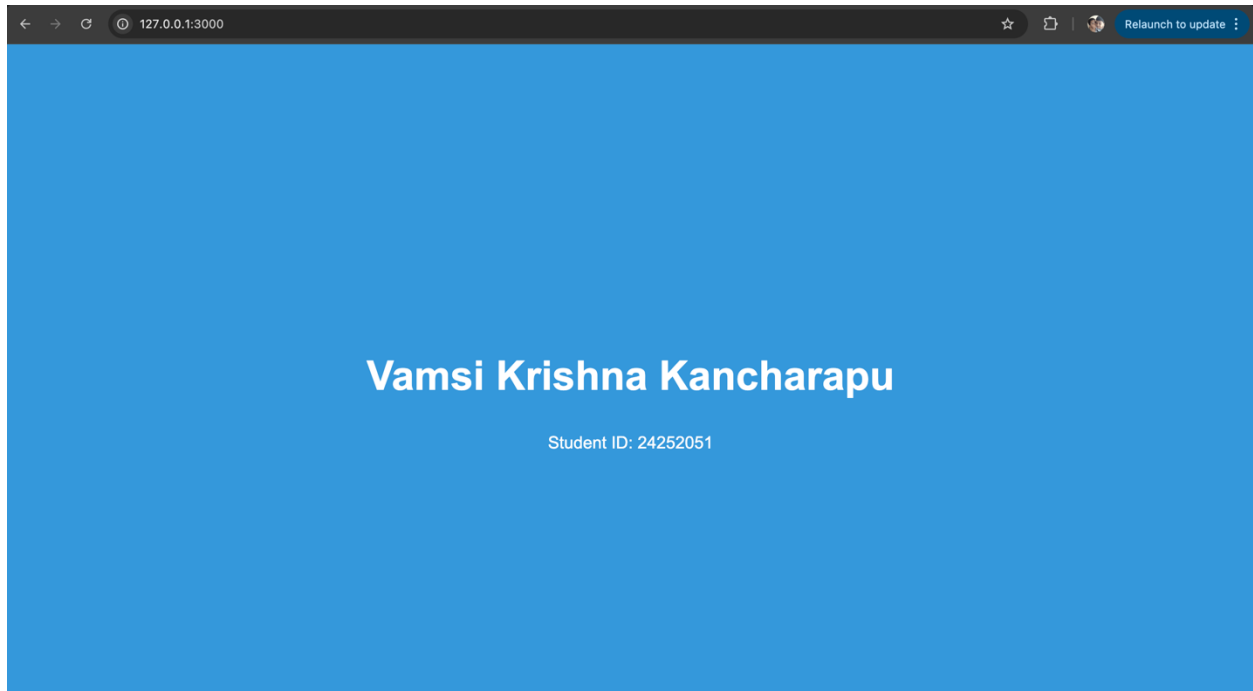 127.0.0.1:3000
Relaunch to update
Vamsi Krishna Kancharapu
Student ID: 24252051